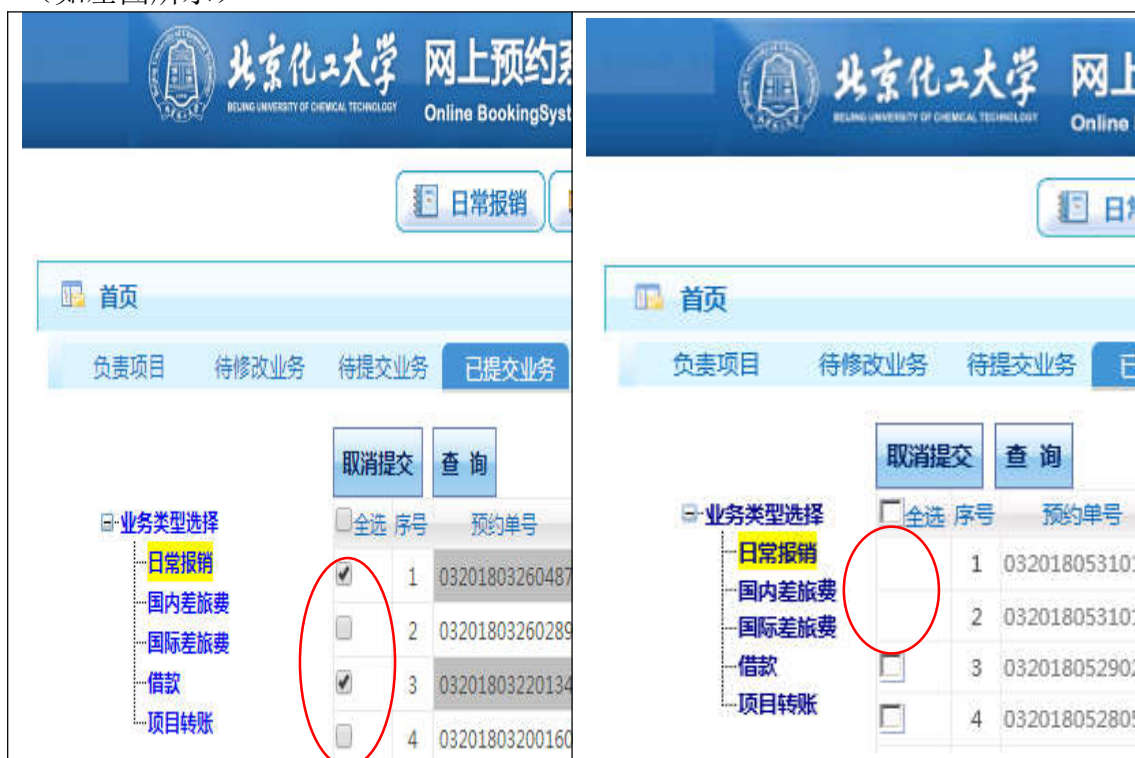 （如左图所示）
北京化工大学
BEIJING UNIVERSITY OF CHEMICAL TECHNOLOGY
网上预约系
Online BookingSyst
日常报销
首页
负责项目 待修改业务 待提交业务 已提交业务
取消提交 查 询
业务类型选择
日常报销
国内差旅费
国际差旅费
借款
项目转账
全选 序号 预约单号
1 03201803260487
2 03201803260289
3 03201803220134
4 03201803200160
北京化工大学
BEIJING UNIVERSITY OF CHEMICAL TECHNOLOGY
网上
Online
日常
首页
负责项目 待修改业务 待提交业务 已
取消提交 查 询
业务类型选择
日常报销
国内差旅费
国际差旅费
借款
项目转账
全选 序号 预约单号
1 032018053101
2 032018053101
3 032018052902
4 032018052805